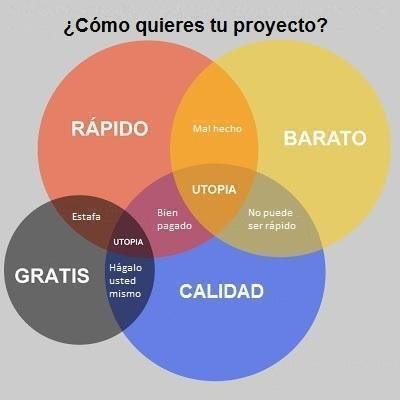 ¿Cómo quieres tu proyecto?
RÁPIDO
Mal hecho
BARATO
UTOPIA
Estafa
Bien
pagado
No puede
ser rápido
UTOPIA
GRATIS
Hágalo
usted
mismo
CALIDAD